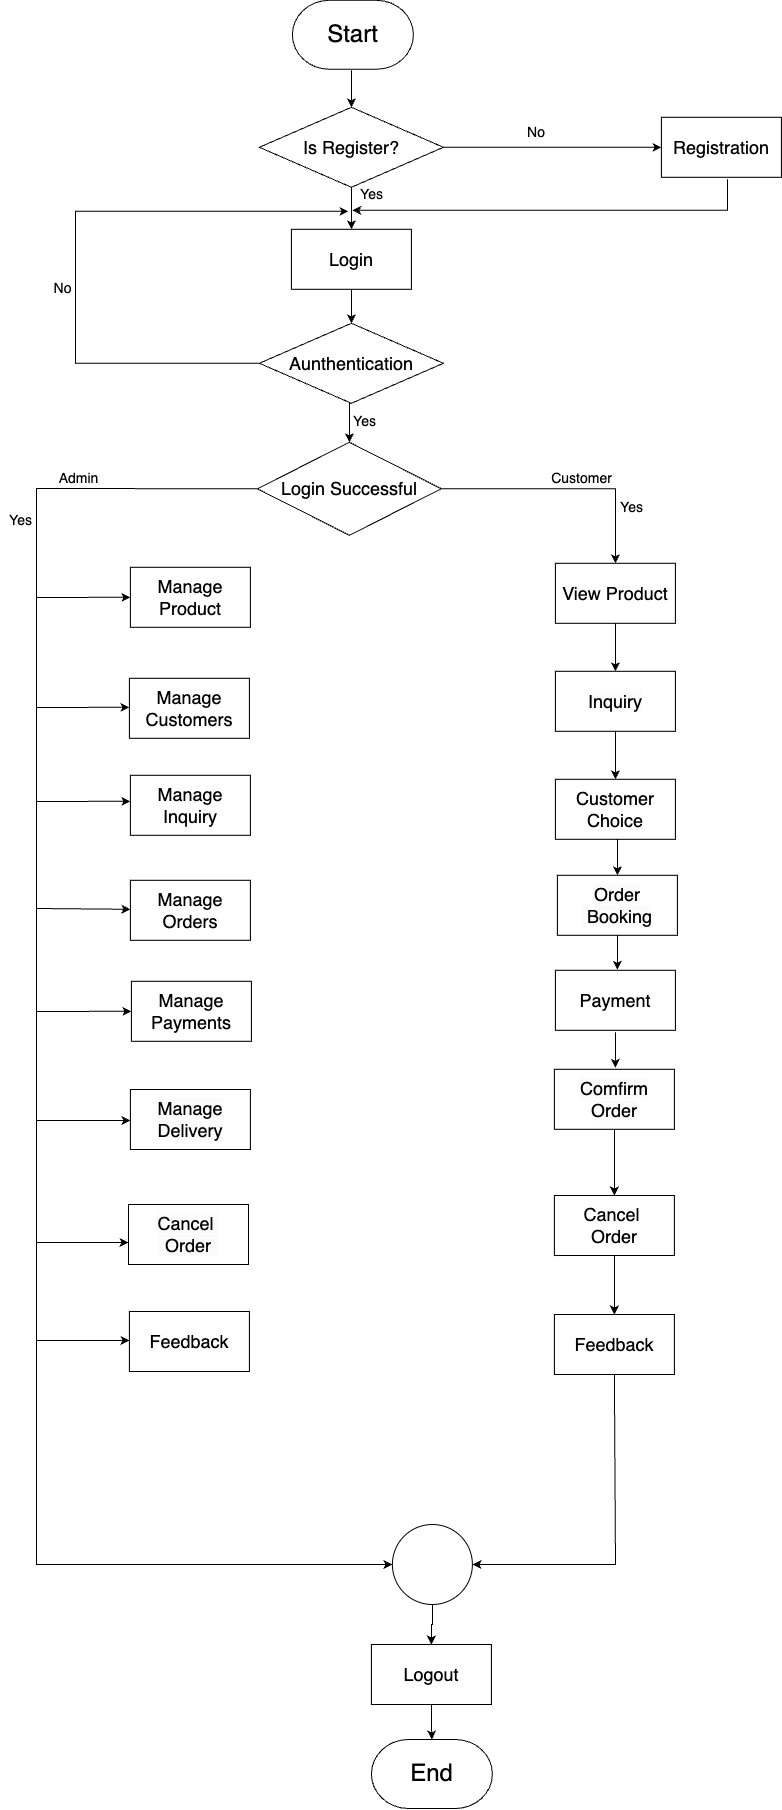 Start
Is Register?
No
Registration
Yes
Login
No
Aunthentication
Yes
Admin
Login Successful
Customer
Yes
Yes
Manage
Product
View Product
Manage
Customers
Inquiry
Manage
Inquiry
Customer
Choice
Manage
Orders
Order
Booking
Manage
Payments
Payment
Manage
Delivery
Comfirm
Order
Cancel
Order
Cancel
Order
Feedback
Feedback
Logout
End